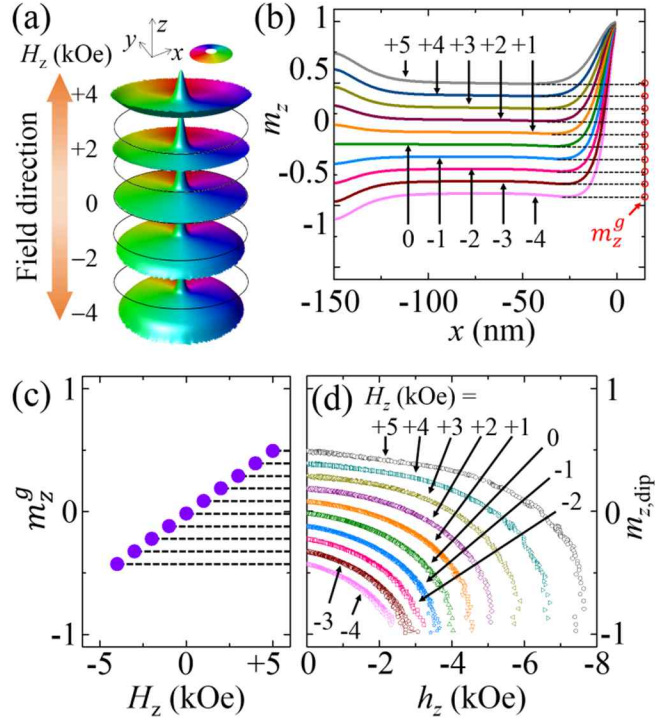 (a)
z
y
x
H_z (kOe)
+4
+2
0
−2
−4
Field direction
(b)
m_z
1
0.5
0
-0.5
-1
+5 +4 +3 +2 +1
0 -1 -2 -3 -4
m_z^g
-150 -100 -50 0
x (nm)
(c)
m_z^g
1
0
-1
-5 0 +5
H_z (kOe)
(d)
H_z (kOe) =
+5 +4 +3 +2 +1 0
-1
-2
-3
-4
1
0
-1
m_z,dip
0 -2 -4 -6 -8
h_z (kOe)